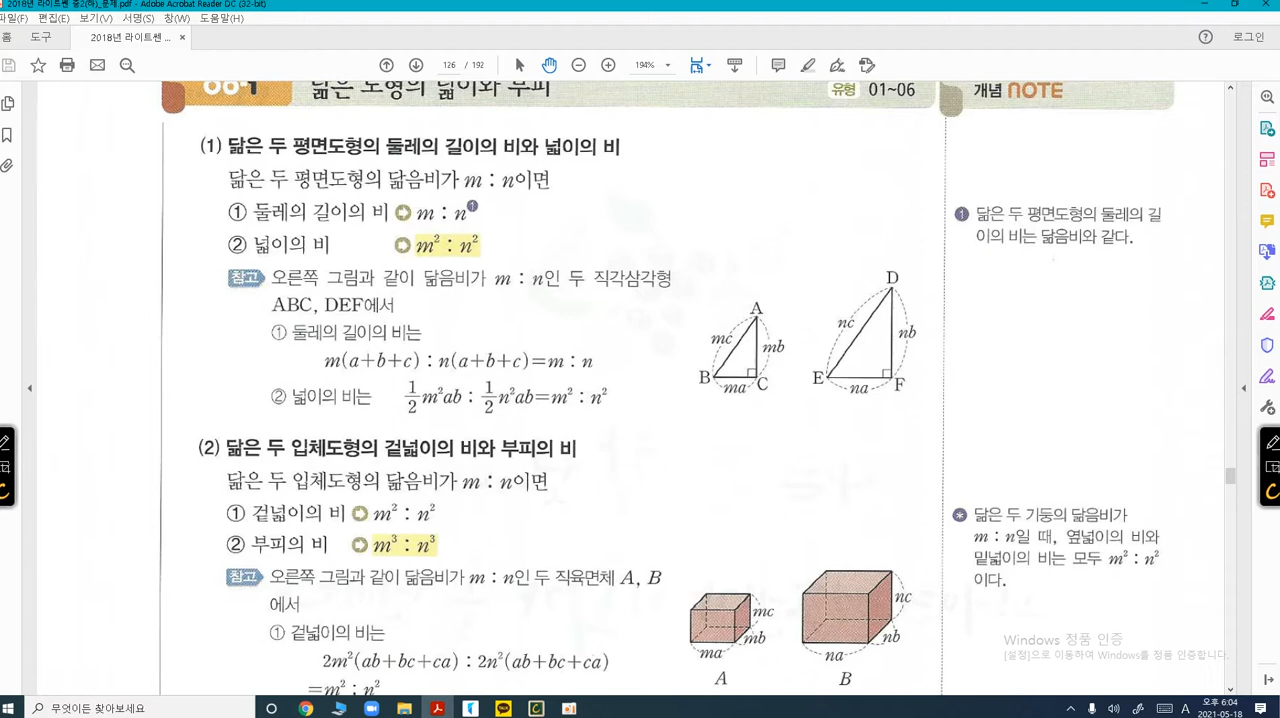 2018년 라이트쎈 중2(하)_문제.pdf - Adobe Acrobat Reader DC (32-bit)
파일(F) 편집(E) 보기(V) 서명(S) 창(W) 도움말(H)
홈 도구 2018년 라이트쎈 ... × 로그인
126 / 192 194%
06-1 닮은 도형의 넓이와 부피 유형 01~06 개념 NOTE
(1) 닮은 두 평면도형의 둘레의 길이의 비와 넓이의 비
닮은 두 평면도형의 닮음비가 m : n이면
① 둘레의 길이의 비 ➡ m : n❶
② 넓이의 비 ➡ m² : n²
참고 오른쪽 그림과 같이 닮음비가 m : n인 두 직각삼각형
ABC, DEF에서
① 둘레의 길이의 비는
m(a+b+c) : n(a+b+c)=m : n
② 넓이의 비는 1/2 m²ab : 1/2 n²ab=m² : n²
A
mc mb
B ma C
D
nc nb
E na F
❶ 닮은 두 평면도형의 둘레의 길
이의 비는 닮음비와 같다.
(2) 닮은 두 입체도형의 겉넓이의 비와 부피의 비
닮은 두 입체도형의 닮음비가 m : n이면
① 겉넓이의 비 ➡ m² : n²
② 부피의 비 ➡ m³ : n³
참고 오른쪽 그림과 같이 닮음비가 m : n인 두 직육면체 A, B
에서
① 겉넓이의 비는
2m²(ab+bc+ca) : 2n²(ab+bc+ca)
=m² : n²
mc
mb
ma
A
nc
nb
na
B
* 닮은 두 기둥의 닮음비가
m : n일 때, 옆넓이의 비와
밑넓이의 비는 모두 m² : n²
이다.
Windows 정품 인증
[설정]으로 이동하여 Windows를 정품 인증합니다.
무엇이든 찾아보세요
A 오후 6:04
2021-05-18